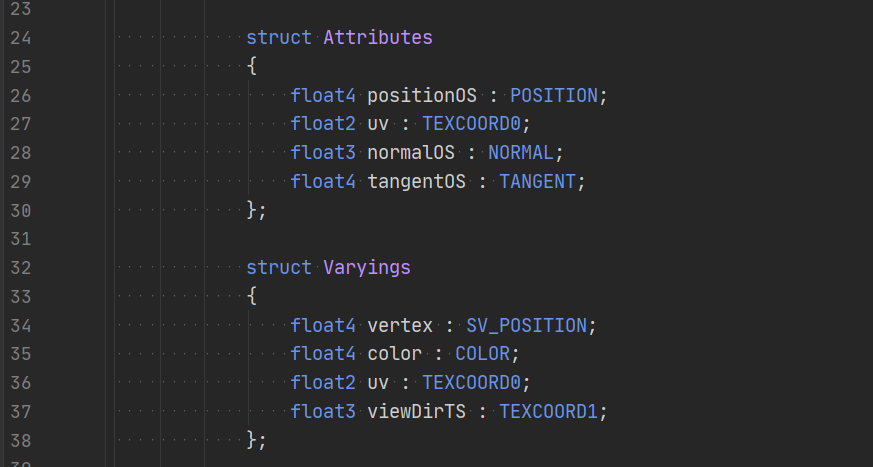 23
24 struct Attributes
25 {
26 float4 positionOS : POSITION;
27 float2 uv : TEXCOORD0;
28 float3 normalOS : NORMAL;
29 float4 tangentOS : TANGENT;
30 };
31
32 struct Varyings
33 {
34 float4 vertex : SV_POSITION;
35 float4 color : COLOR;
36 float2 uv : TEXCOORD0;
37 float3 viewDirTS : TEXCOORD1;
38 };